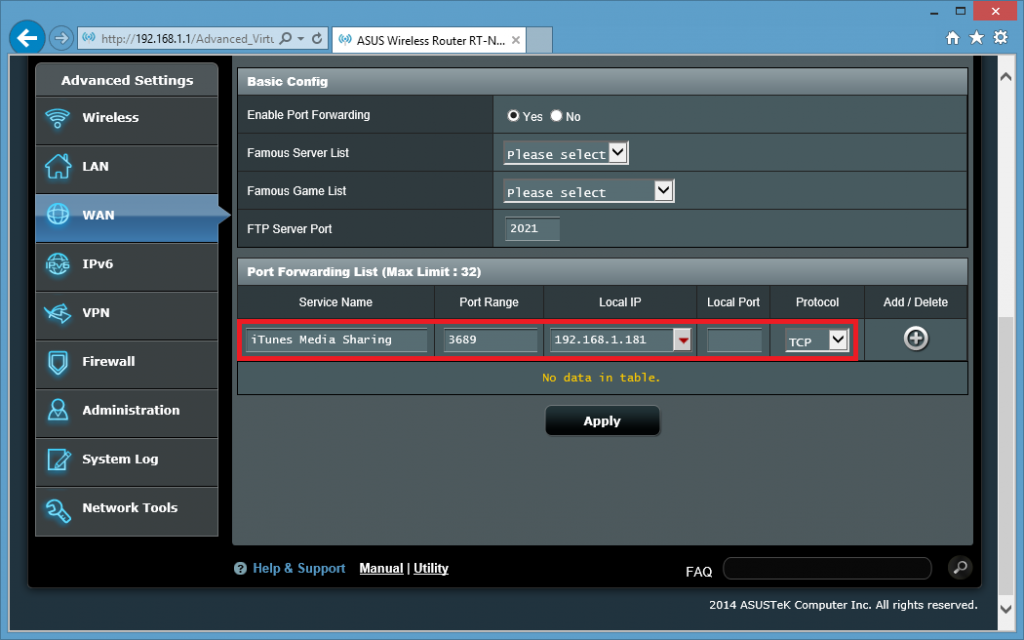 http://192.168.1.1/Advanced_Virtu
ASUS Wireless Router RT-N...
Advanced Settings
Wireless
LAN
WAN
IPv6
IPv6
VPN
Firewall
Administration
System Log
Network Tools
Basic Config
Enable Port Forwarding Yes No
Famous Server List Please select
Famous Game List Please select
FTP Server Port 2021
Port Forwarding List (Max Limit : 32)
Service Name Port Range Local IP Local Port Protocol Add / Delete
iTunes Media Sharing 3689 192.168.1.181 TCP
No data in table.
Apply
? Help & Support Manual | Utility FAQ
2014 ASUSTeK Computer Inc. All rights reserved.